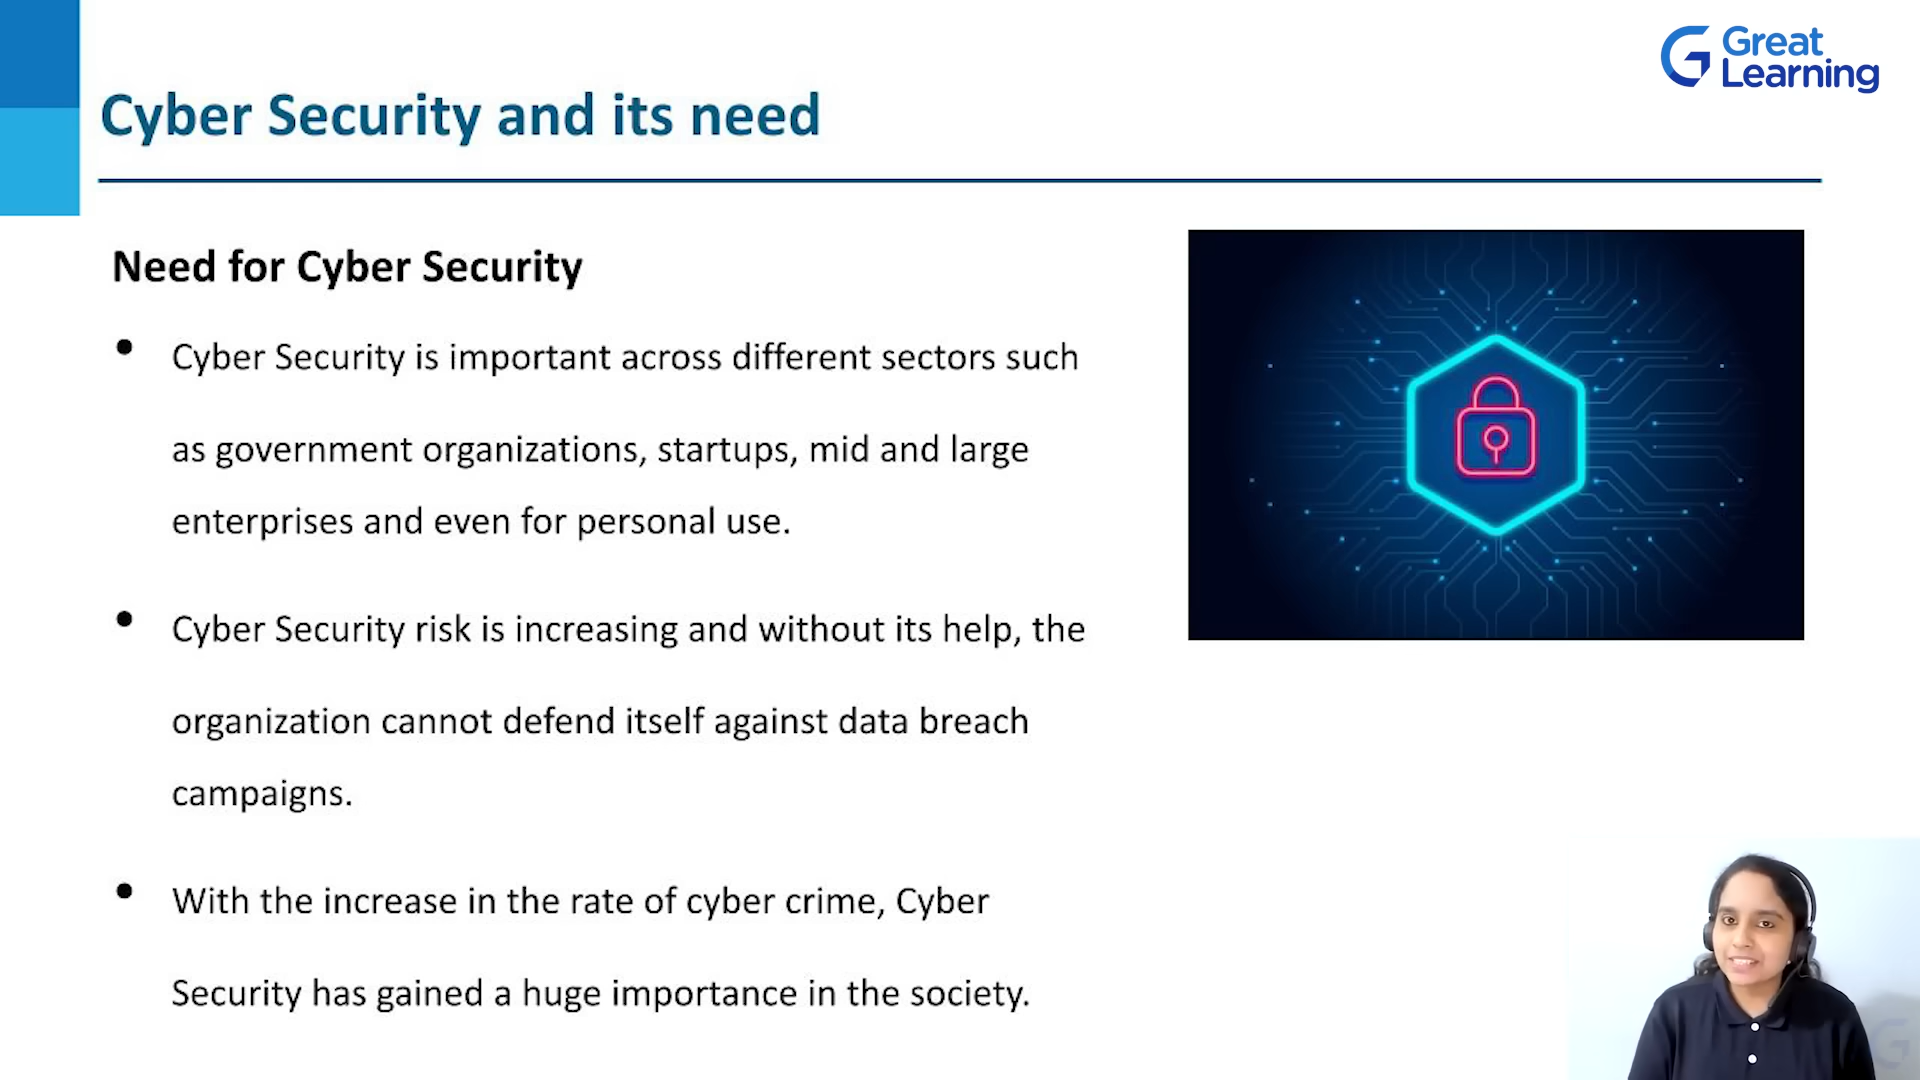 Great
Learning
Cyber Security and its need
Need for Cyber Security
• Cyber Security is important across different sectors such
as government organizations, startups, mid and large
enterprises and even for personal use.
• Cyber Security risk is increasing and without its help, the
organization cannot defend itself against data breach
campaigns.
• With the increase in the rate of cyber crime, Cyber
Security has gained a huge importance in the society.